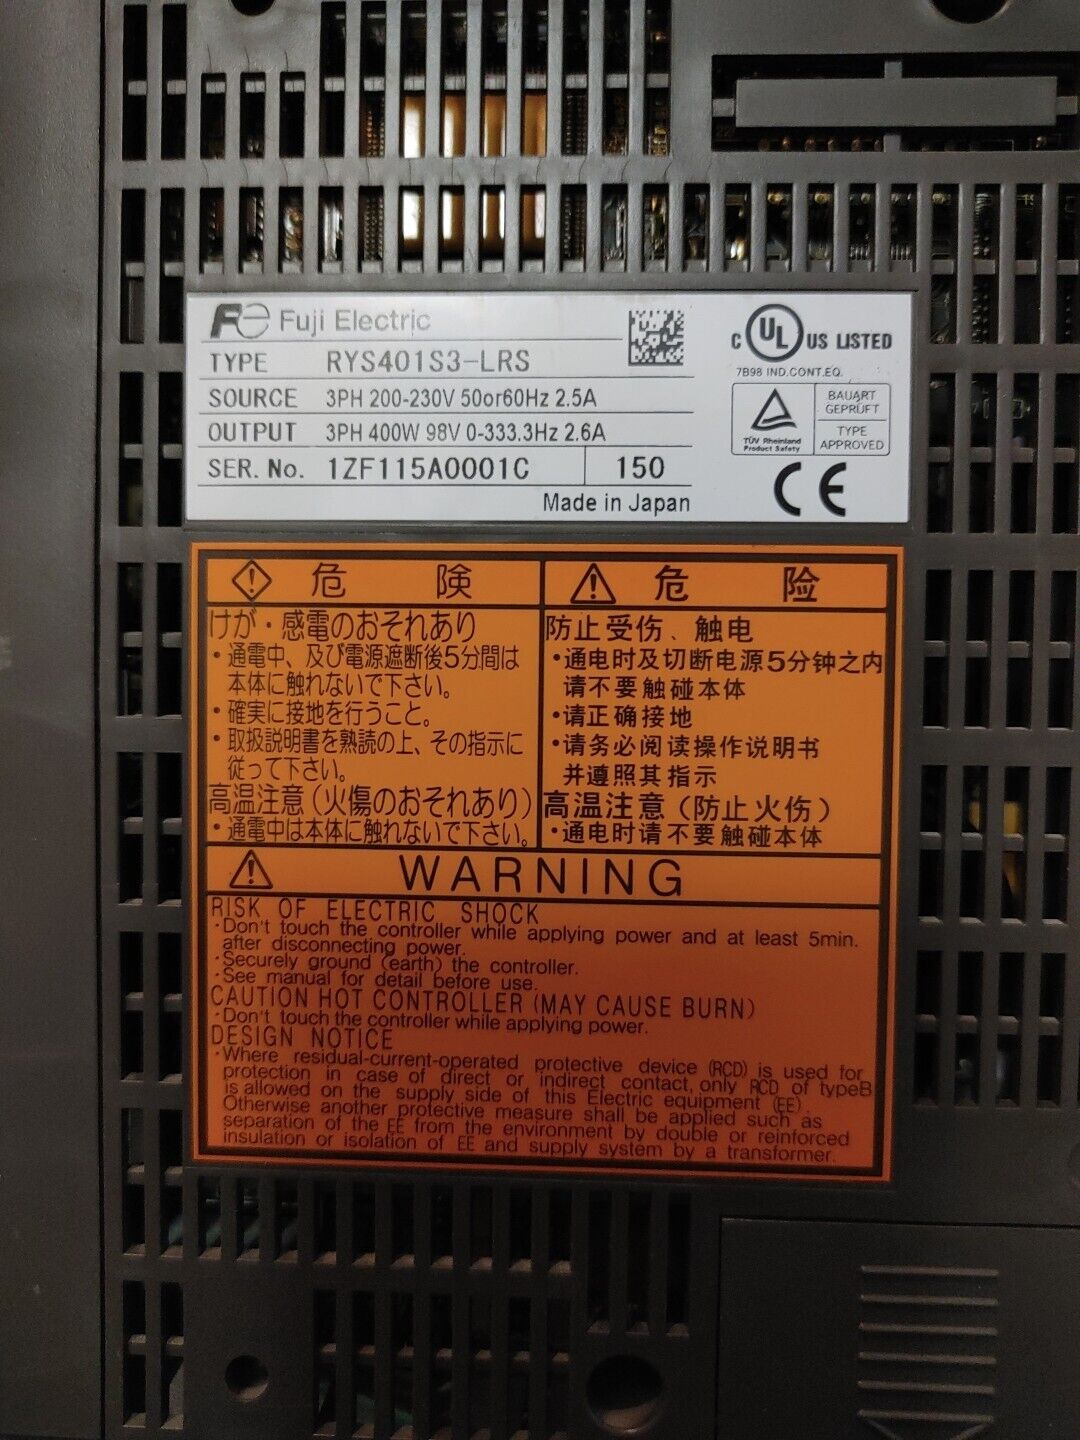 Fe Fuji Electric
TYPE RYS401S3-LRS
SOURCE 3PH 200-230V 50or60Hz 2.5A
OUTPUT 3PH 400W 98V 0-333.3Hz 2.6A
SER. No. 1ZF115A0001C 150
Made in Japan
C UL US LISTED
7B98 IND.CONT.EQ.
TÜV Rheinland
Product Safety
BAUART
GEPRÜFT
TYPE
APPROVED
CE
危 険
けが・感電のおそれあり
・通電中、及び電源遮断後5分間は
本体に触れないで下さい。
・確実に接地を行うこと。
・取扱説明書を熟読の上、その指示に
従って下さい。
高温注意(火傷のおそれあり)
・通電中は本体に触れないで下さい。
危 险
防止受伤、触电
•通电时及切断电源5分钟之内
请不要触碰本体
•请正确接地
•请务必阅读操作说明书
并遵照其指示
高温注意(防止火伤)
•通电时请不要触碰本体
WARNING
RISK OF ELECTRIC SHOCK
·Don't touch the controller while applying power and at least 5min.
after disconnecting power.
·Securely ground (earth) the controller.
·See manual for detail before use.
CAUTION HOT CONTROLLER (MAY CAUSE BURN)
·Don't touch the controller while applying power.
DESIGN NOTICE
·Where residual-current-operated protective device (RCD) is used for
protection in case of direct or indirect contact, only RCD of typeB
is allowed on the supply side of this Electric equipment (EE).
Otherwise another protective measure shall be applied such as
separation of the EE from the environment by double or reinforced
insulation or isolation of EE and supply system by a transformer.